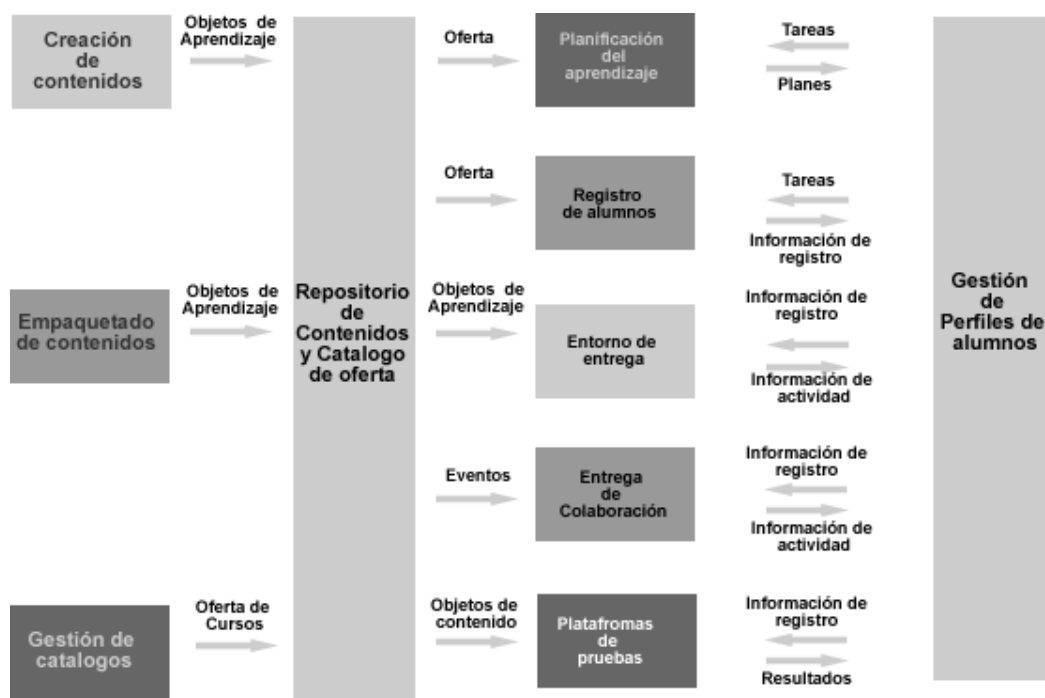 Creación
de
contenidos
Objetos de
Aprendizaje
Oferta
Planificación
del
aprendizaje
Tareas
Planes
Oferta
Registro
de alumnos
Tareas
Información de
registro
Empaquetado
de contenidos
Objetos de
Aprendizaje
Repositorio
de
Contenidos
y Catalogo
de oferta
Objetos de
Aprendizaje
Entorno de
entrega
Información de
registro
Información de
actividad
Gestión
de
Perfiles de
alumnos
Eventos
Entrega
de
Colaboración
Información de
registro
Información de
actividad
Gestión de
catalogos
Oferta de
Cursos
Objetos de
contenido
Platafromas
de
pruebas
Información de
registro
Resultados